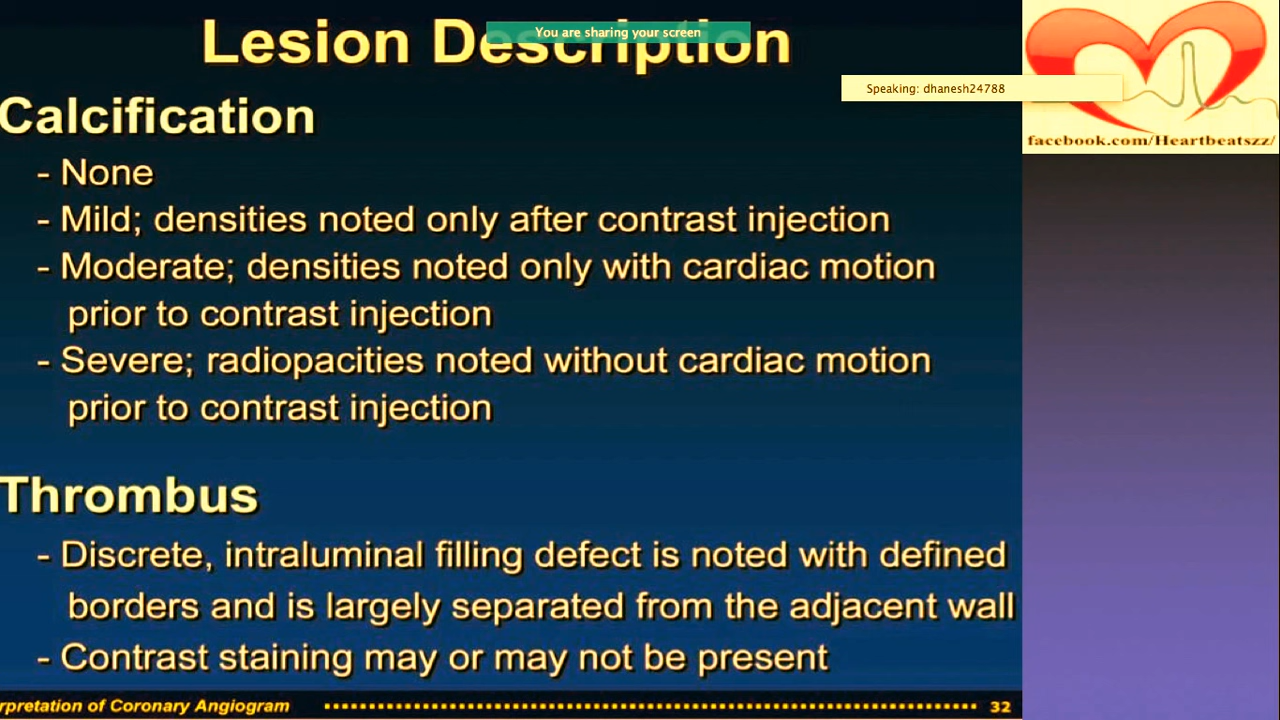 Lesion Description
You are sharing your screen
Speaking: dhanesh24788
facebook.com/Heartbeatszz/
Calcification
- None
- Mild; densities noted only after contrast injection
- Moderate; densities noted only with cardiac motion
prior to contrast injection
- Severe; radiopacities noted without cardiac motion
prior to contrast injection
Thrombus
- Discrete, intraluminal filling defect is noted with defined
borders and is largely separated from the adjacent wall
- Contrast staining may or may not be present
rpretation of Coronary Angiogram
32